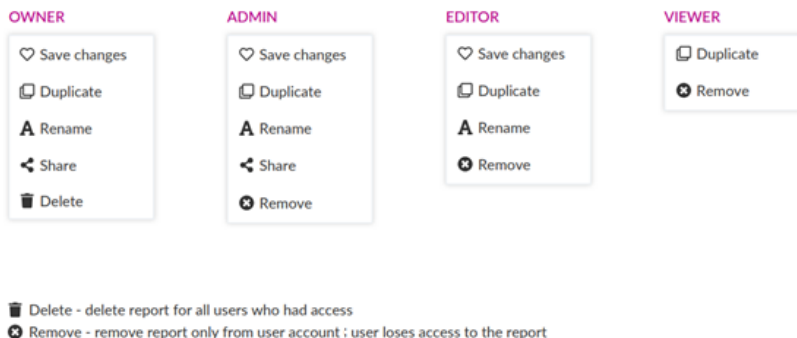 OWNER
Save changes
Duplicate
Rename
Share
Delete
ADMIN
Save changes
Duplicate
Rename
Share
Remove
EDITOR
Save changes
Duplicate
Rename
Remove
VIEWER
Duplicate
Remove
Delete - delete report for all users who had access
Remove - remove report only from user account ; user loses access to the report